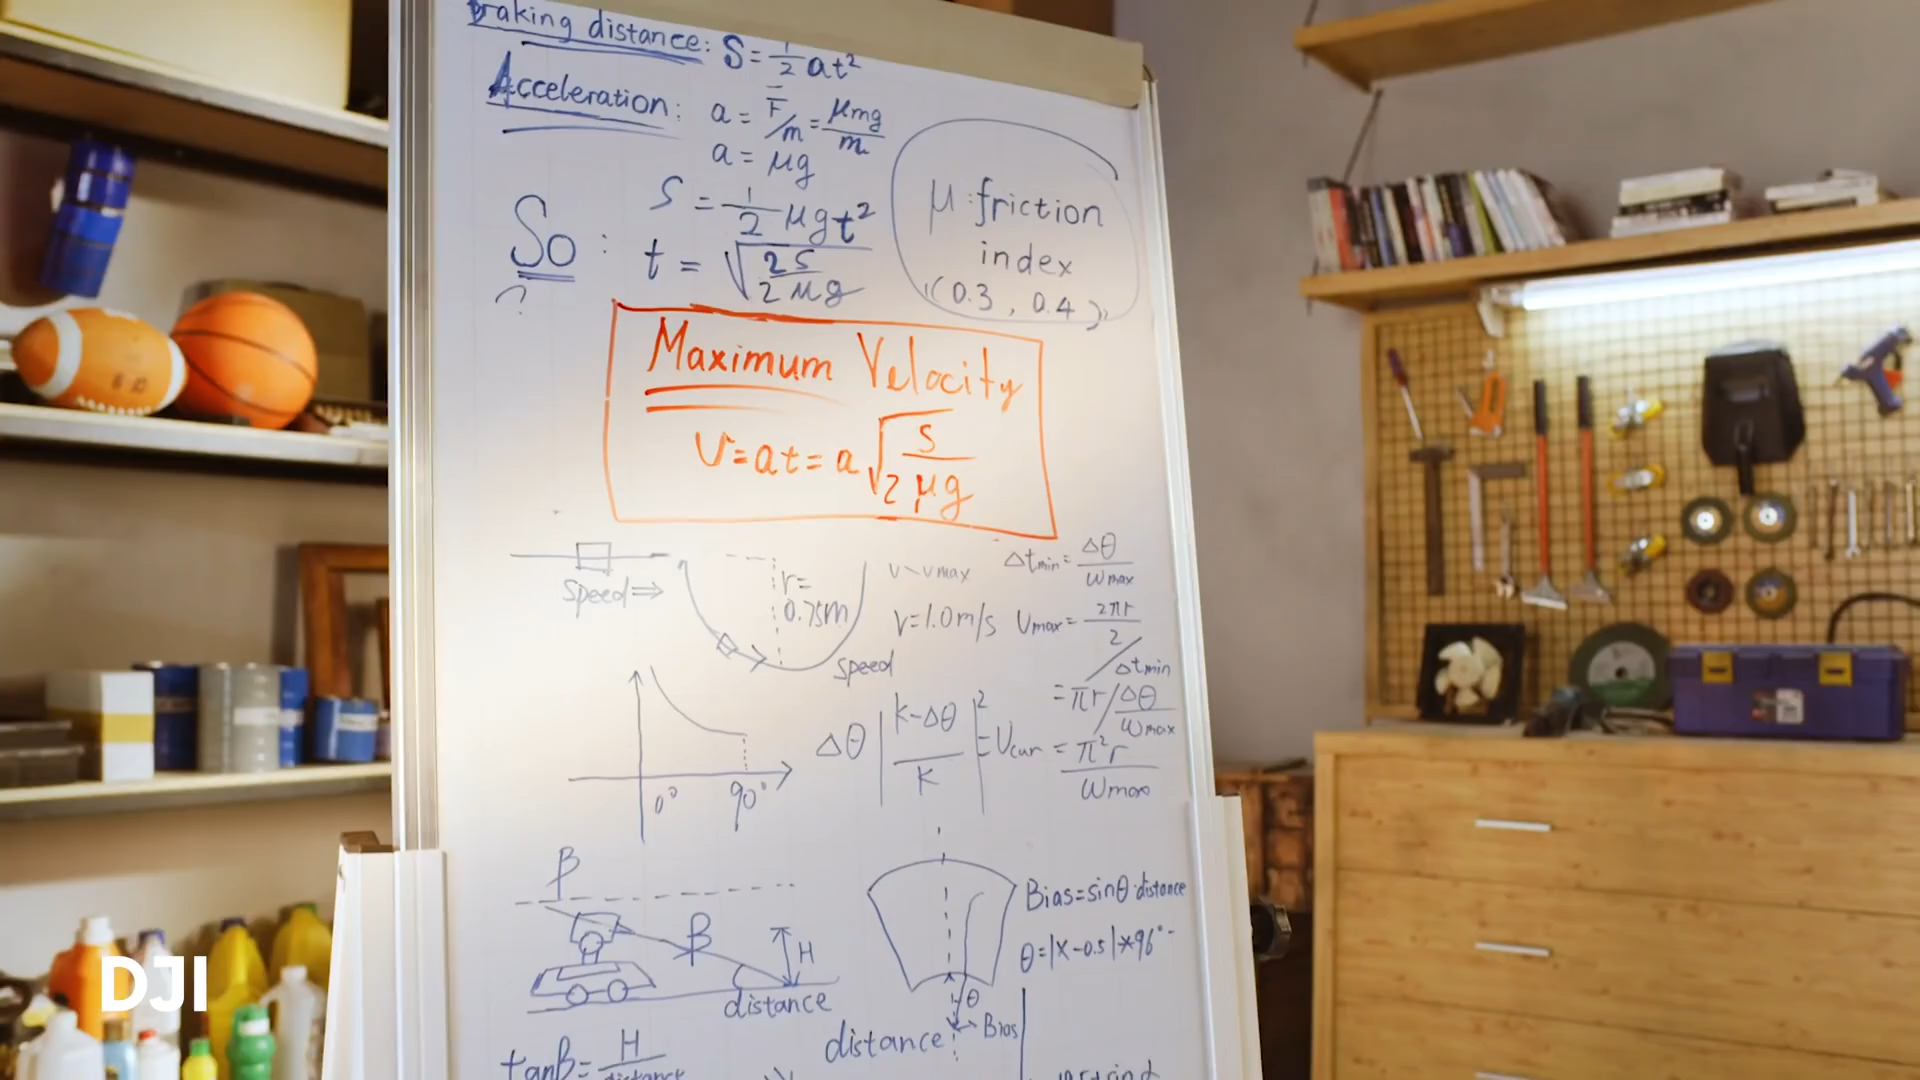 Braking distance: S = 1/2 at²
Acceleration: a = F/m = μmg/m
a = μg
So : S = 1/2 μgt²
t = √(2s/2μg)
?
μ: friction
index
(0.3, 0.4)
Maximum Velocity
V = at = a√(s/2μg)
Speed ⇒
r =
0.75m
speed
v~vmax
v=1.0m/s
Δtmin = Δθ/ωmax
Vmax = 2πr/2 / Δtmin
= πr / Δθ/ωmax
0°
90°
Δθ |K-Δθ/K|² = Vcur = π²r/ωmax
β
β
H
distance
Bias=sinθ·distance
θ=|x-0.5|*96°
θ
Bias
distance
tanβ= H/distance
DJI